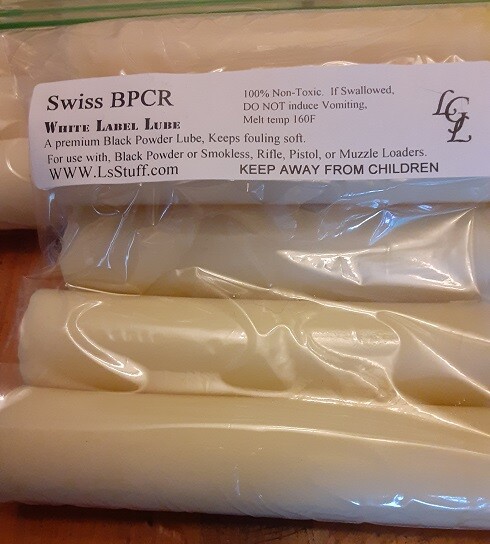 Swiss BPCR
100% Non-Toxic. If Swallowed,
DO NOT induce Vomiting,
Melt temp 160F
White Label Lube
A premium Black Powder Lube, Keeps fouling soft.
For use with, Black Powder or Smokless, Rifle, Pistol, or Muzzle Loaders.
WWW.LsStuff.com
KEEP AWAY FROM CHILDREN